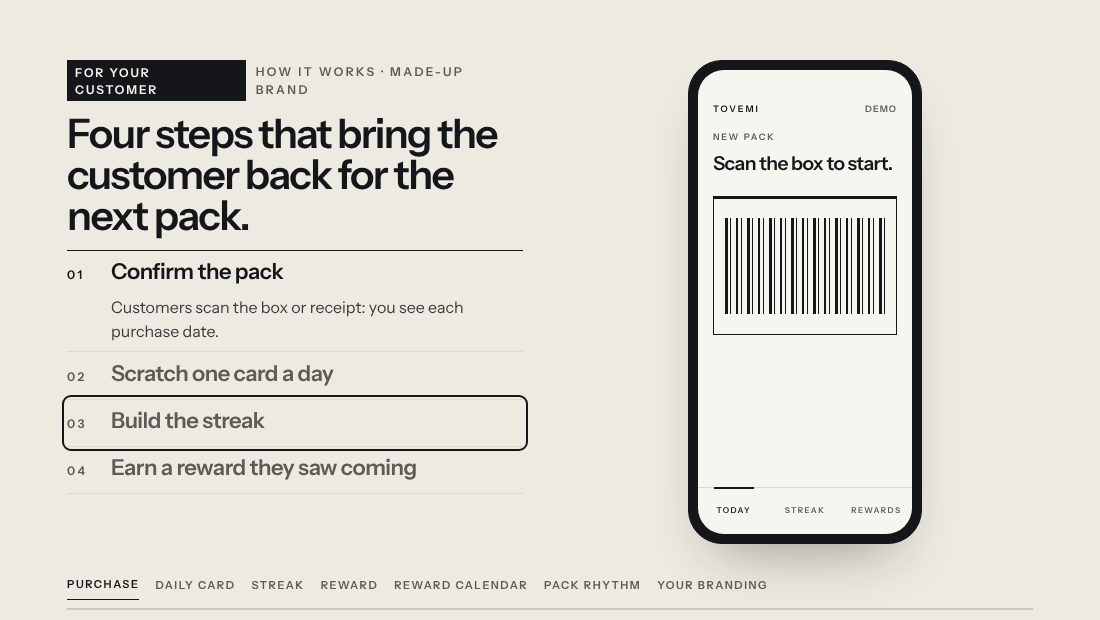 FOR YOUR
CUSTOMER
HOW IT WORKS · MADE-UP
BRAND
Four steps that bring the
customer back for the
next pack.
01 Confirm the pack
Customers scan the box or receipt: you see each
purchase date.
02 Scratch one card a day
03 Build the streak
04 Earn a reward they saw coming
TOVEMI DEMO
NEW PACK
Scan the box to start.
TODAY STREAK REWARDS
PURCHASE DAILY CARD STREAK REWARD REWARD CALENDAR PACK RHYTHM YOUR BRANDING